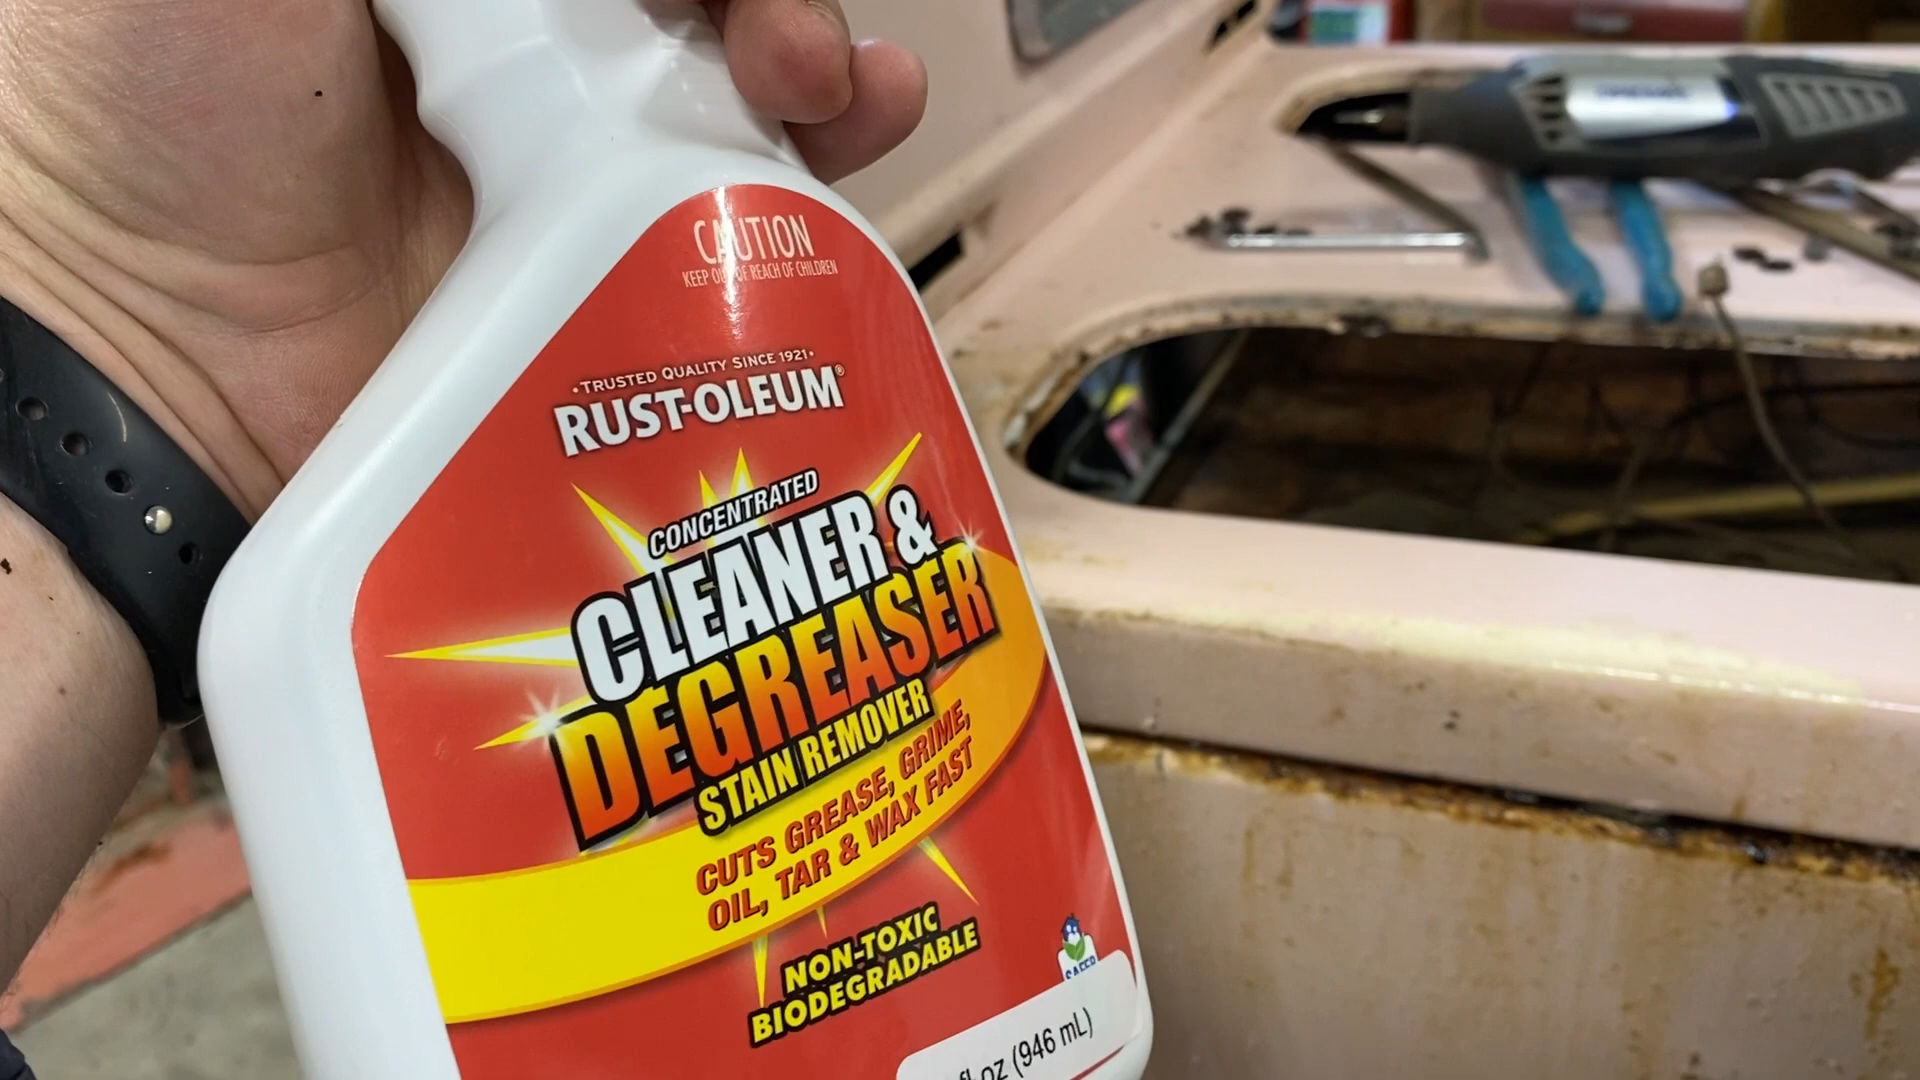 CAUTION
KEEP OUT OF REACH OF CHILDREN
•TRUSTED QUALITY SINCE 1921•
RUST-OLEUM®
CONCENTRATED
CLEANER &
DEGREASER
STAIN REMOVER
CUTS GREASE, GRIME,
OIL, TAR & WAX FAST
NON-TOXIC
BIODEGRADABLE
SAFER
fl oz (946 mL)